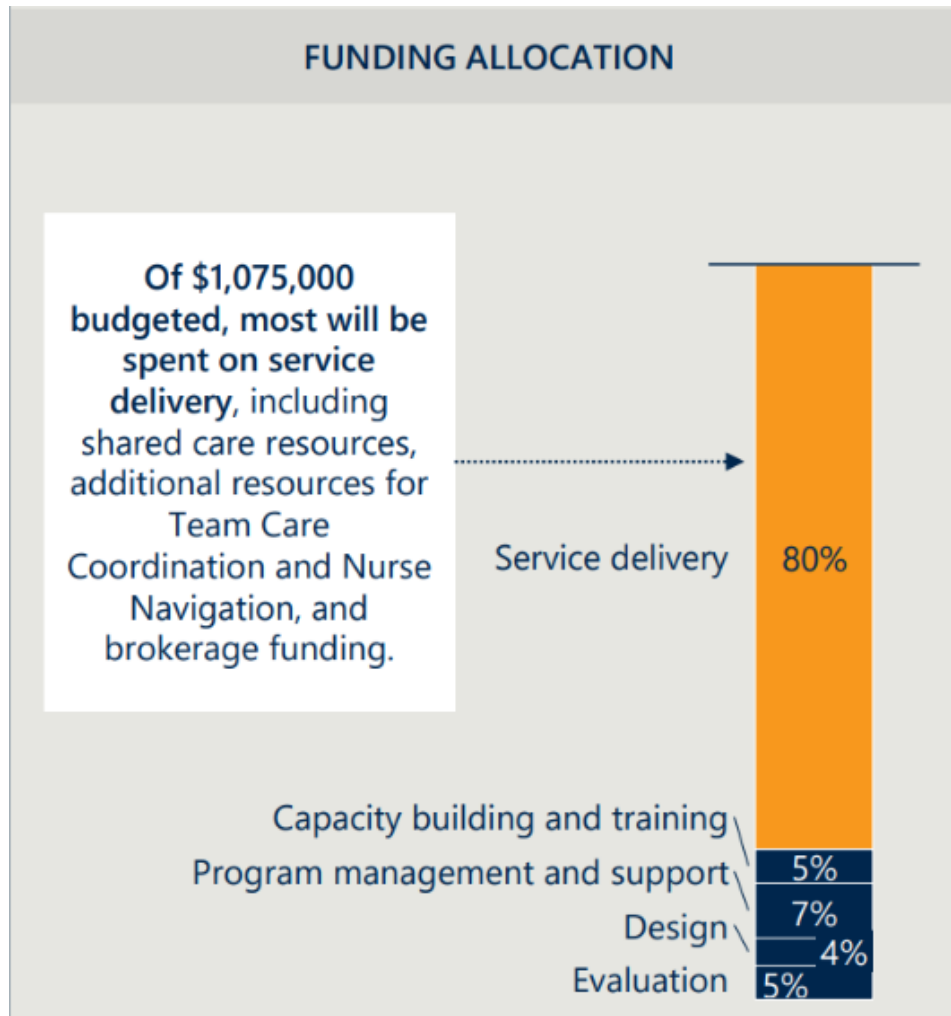 FUNDING ALLOCATION
Of $1,075,000
budgeted, most will be
spent on service
delivery, including
shared care resources,
additional resources for
Team Care
Coordination and Nurse
Navigation, and
brokerage funding.
Service delivery
80%
Capacity building and training
5%
Program management and support
7%
Design
4%
Evaluation
5%